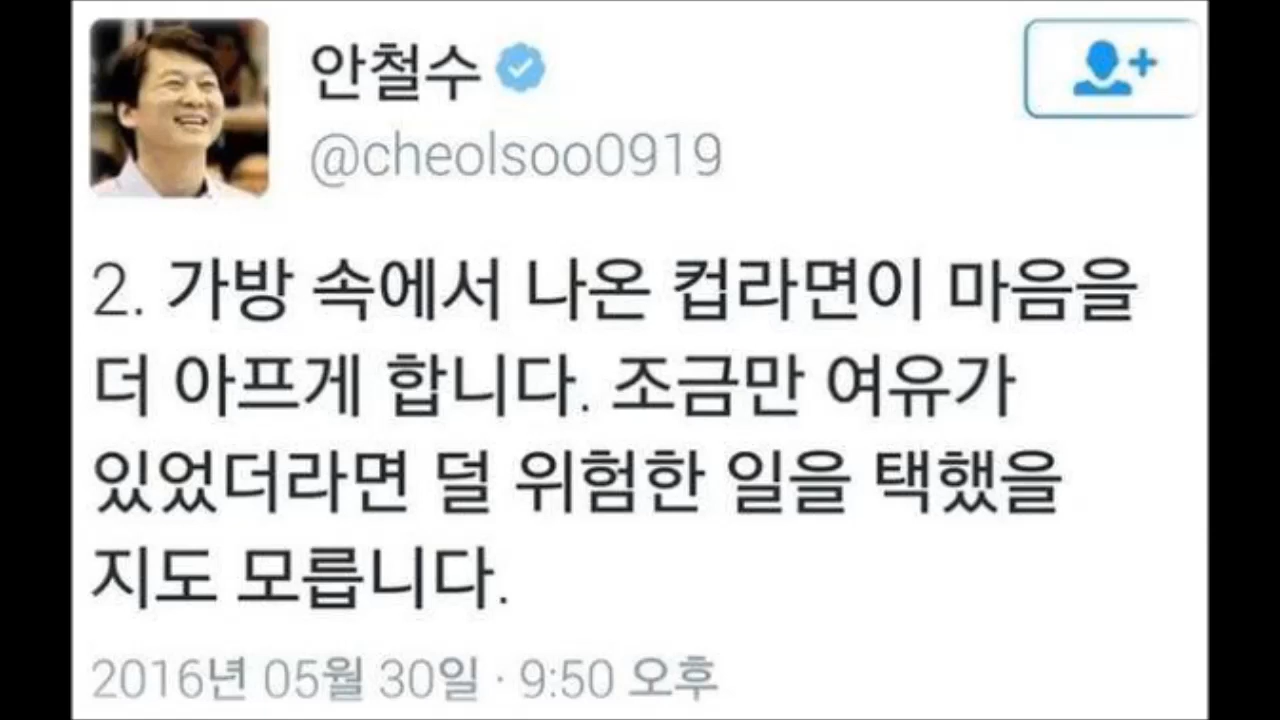 안철수
@cheolsoo0919
2. 가방 속에서 나온 컵라면이 마음을
더 아프게 합니다. 조금만 여유가
있었더라면 덜 위험한 일을 택했을
지도 모릅니다.
2016년 05월 30일 · 9:50 오후